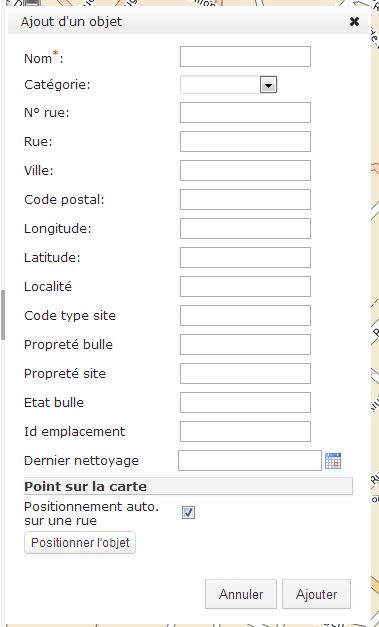 Ajout d'un objet
Nom*:
Catégorie:
N° rue:
Rue:
Ville:
Code postal:
Longitude:
Latitude:
Localité
Code type site
Propreté bulle
Propreté site
Etat bulle
Id emplacement
Dernier nettoyage
Point sur la carte
Positionnement auto.
sur une rue
Positionner l'objet
Annuler
Ajouter